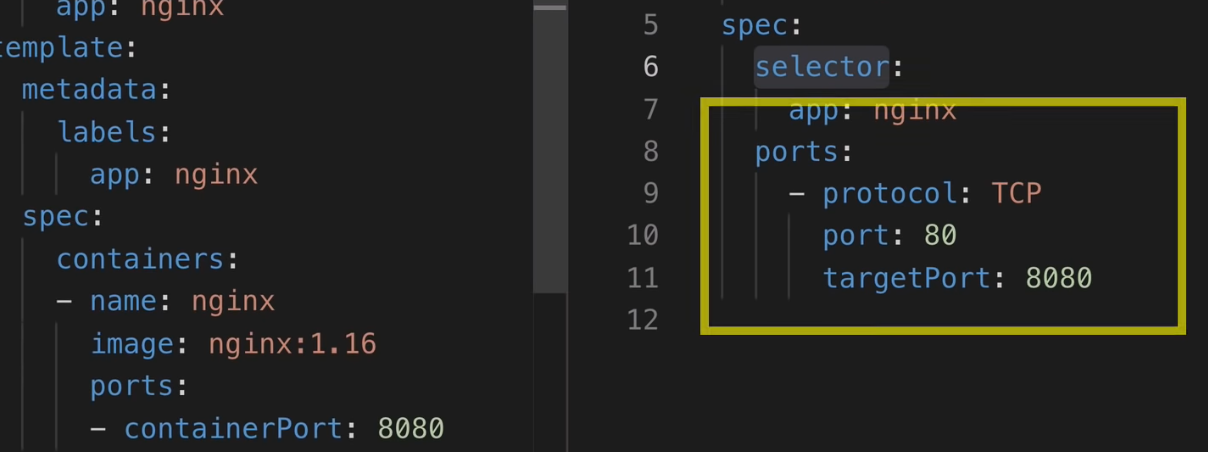 app: nginx
template:
metadata:
labels:
app: nginx
spec:
containers:
- name: nginx
image: nginx:1.16
ports:
- containerPort: 8080
5 spec:
6 selector:
7 app: nginx
8 ports:
9 - protocol: TCP
10 port: 80
11 targetPort: 8080
12